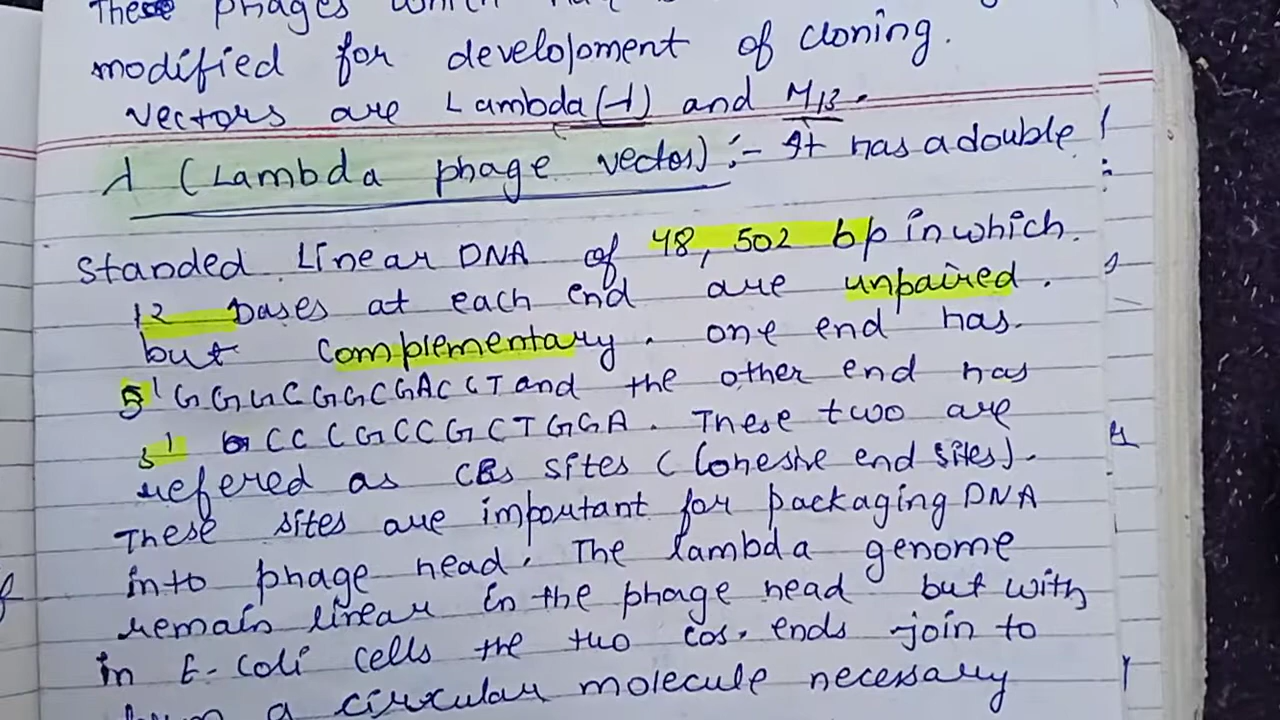 These phages which
modified for development of cloning.
vectors are Lambda (λ) and M13.
λ (Lambda phage vector) :- It has a double
standed Linear DNA of 48, 502 bp in which.
12 bases at each end are unpaired.
but complementary. one end has.
5' GGGCGGCGACCT and the other end has
5' CCCGCCGCTGGA. These two are
refered as sites (Cohesive end sites).
These sites are important for packaging DNA
into phage head. The lambda genome
remain linear in the phage head but with
in E-coli cells the two cos. ends join to
a circular molecule necessary